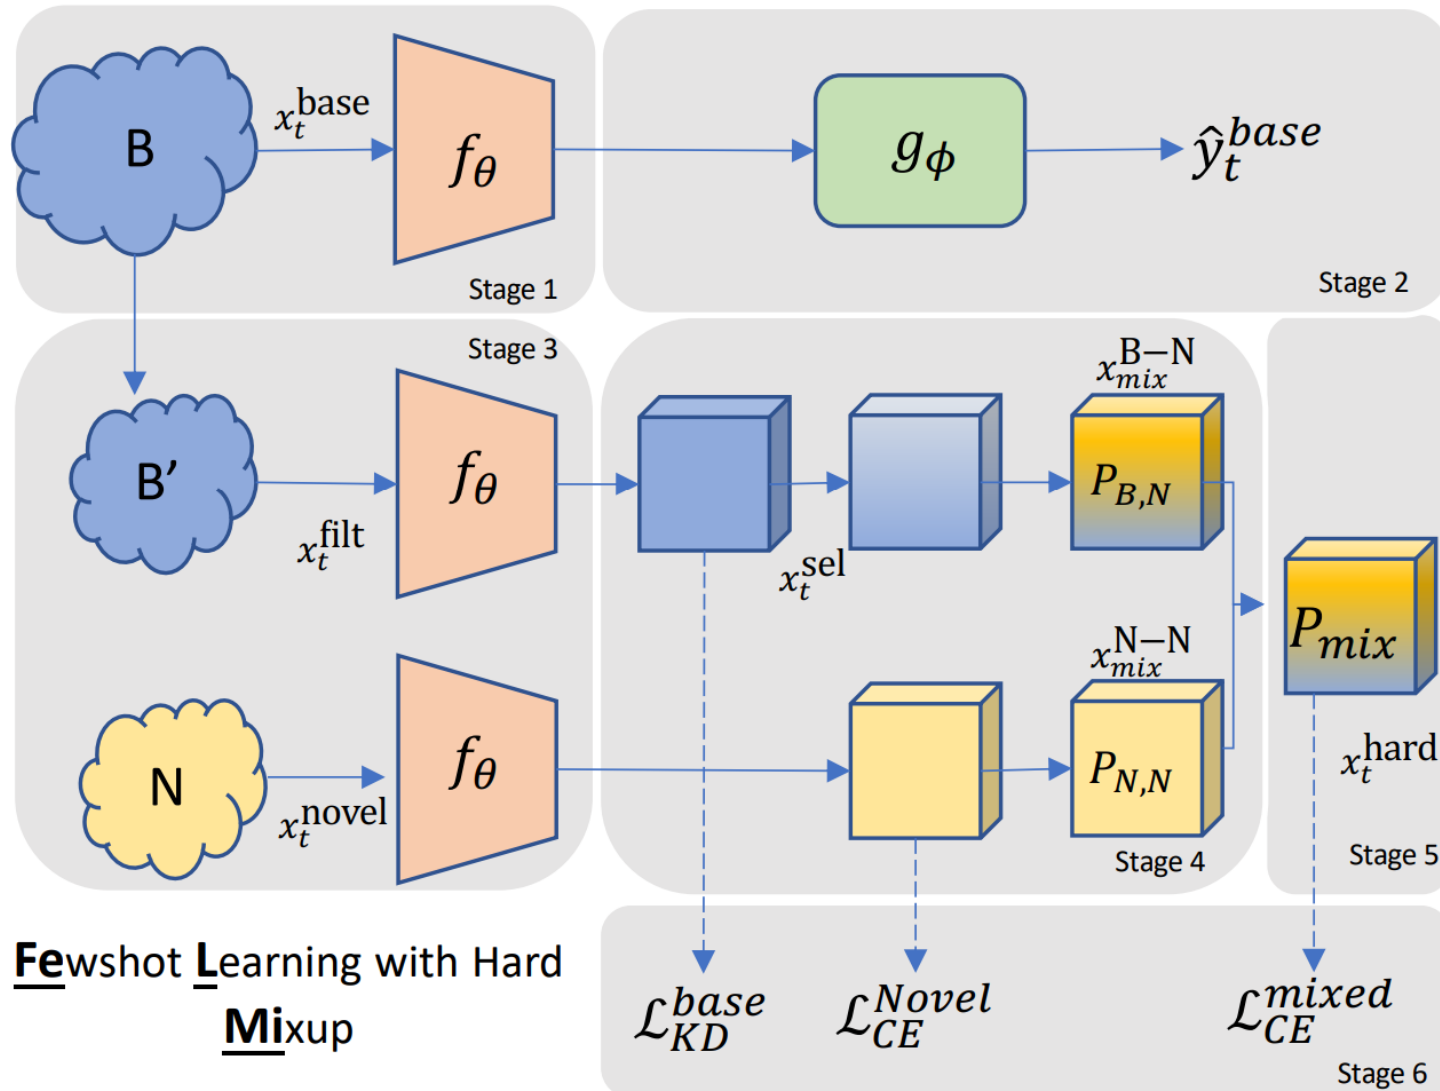 B
x_t^base
f_θ
g_ϕ
ŷ_t^base
Stage 1
Stage 2
Stage 3
B'
x_t^filt
f_θ
x_t^sel
x_mix^B−N
P_B,N
N
x_t^novel
f_θ
x_mix^N−N
P_N,N
Stage 4
P_mix
x_t^hard
Stage 5
Fewshot Learning with Hard
Mixup
ℒ_KD^base
ℒ_CE^Novel
ℒ_CE^mixed
Stage 6